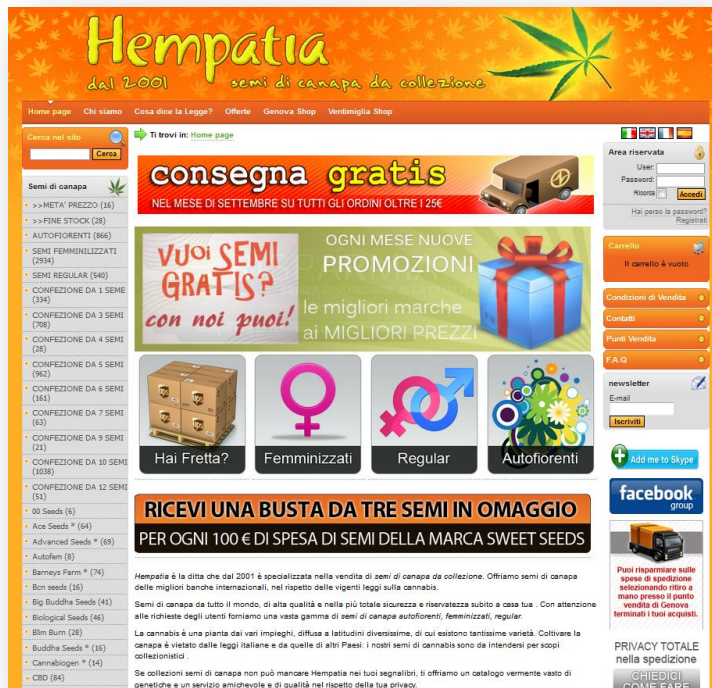 Hempatia
dal 2001 semi di canapa da collezione
Home page Chi siamo Cosa dice la Legge? Offerte Genova Shop Ventimiglia Shop
Cerca nel sito
Cerca
Semi di canapa
>>META' PREZZO (16)
>>FINE STOCK (28)
AUTOFIORENTI (866)
SEMI FEMMINILIZZATI
(2934)
SEMI REGULAR (540)
CONFEZIONE DA 1 SEME
(334)
CONFEZIONE DA 3 SEMI
(708)
CONFEZIONE DA 4 SEMI
(28)
CONFEZIONE DA 5 SEMI
(962)
CONFEZIONE DA 6 SEMI
(161)
CONFEZIONE DA 7 SEMI
(63)
CONFEZIONE DA 9 SEMI
(21)
CONFEZIONE DA 10 SEMI
(1038)
CONFEZIONE DA 12 SEMI
(51)
00 Seeds (6)
Ace Seeds * (64)
Advanced Seeds * (69)
Autofem (8)
Barneys Farm * (74)
Bcn seeds (16)
Big Buddha Seeds (41)
Biological Seeds (46)
Blim Burn (28)
Buddha Seeds * (16)
Cannabiogen * (14)
CBD (84)
Ti trovi in: Home page
consegna gratis
NEL MESE DI SETTEMBRE SU TUTTI GLI ORDINI OLTRE I 25€
VUOI SEMI
GRATIS?
con noi puoi!
OGNI MESE NUOVE
PROMOZIONI
le migliori marche
ai MIGLIORI PREZZI
Hai Fretta?
Femminizzati
Regular
Autofiorenti
RICEVI UNA BUSTA DA TRE SEMI IN OMAGGIO
PER OGNI 100 € DI SPESA DI SEMI DELLA MARCA SWEET SEEDS
Hempatia è la ditta che dal 2001 è specializzata nella vendita di semi di canapa da collezione. Offriamo semi di canapa
delle migliori banche internazionali, nel rispetto delle vigenti leggi sulla cannabis.
Semi di canapa da tutto il mondo, di alta qualità e nella più totale sicurezza e riservatezza subito a casa tua . Con attenzione
alle richieste degli utenti forniamo una vasta gamma di semi di canapa autofiorenti, femminizzati, regular.
La cannabis è una pianta dai vari impieghi, diffusa a latitudini diversissime, di cui esistono tantissime varietà. Coltivare la
canapa è vietato dalle leggi italiane e da quelle di altri Paesi: i nostri semi di cannabis sono da intendersi per scopi
collezionistici .
Se collezioni semi di canapa non può mancare Hempatia nei tuoi segnalibri, ti offriamo un catalogo vermente vasto di
genetiche e un servizio amichevole e di qualità nel rispetto della tua privacy.
Area riservata
User:
Password:
Ricorda
Accedi
Hai perso la password?
Registrati
Carrello
Il carrello è vuoto
Condizioni di Vendita
Contatti
Punti Vendita
F.A.Q
newsletter
E-mail
Iscriviti
Add me to Skype
facebook
group
Puoi risparmiare sulle
spese di spedizione
selezionando ritiro a
mano presso il punto
vendita di Genova
terminati i tuoi acquisti.
PRIVACY TOTALE
nella spedizione
CHIEDICI
COME FARE